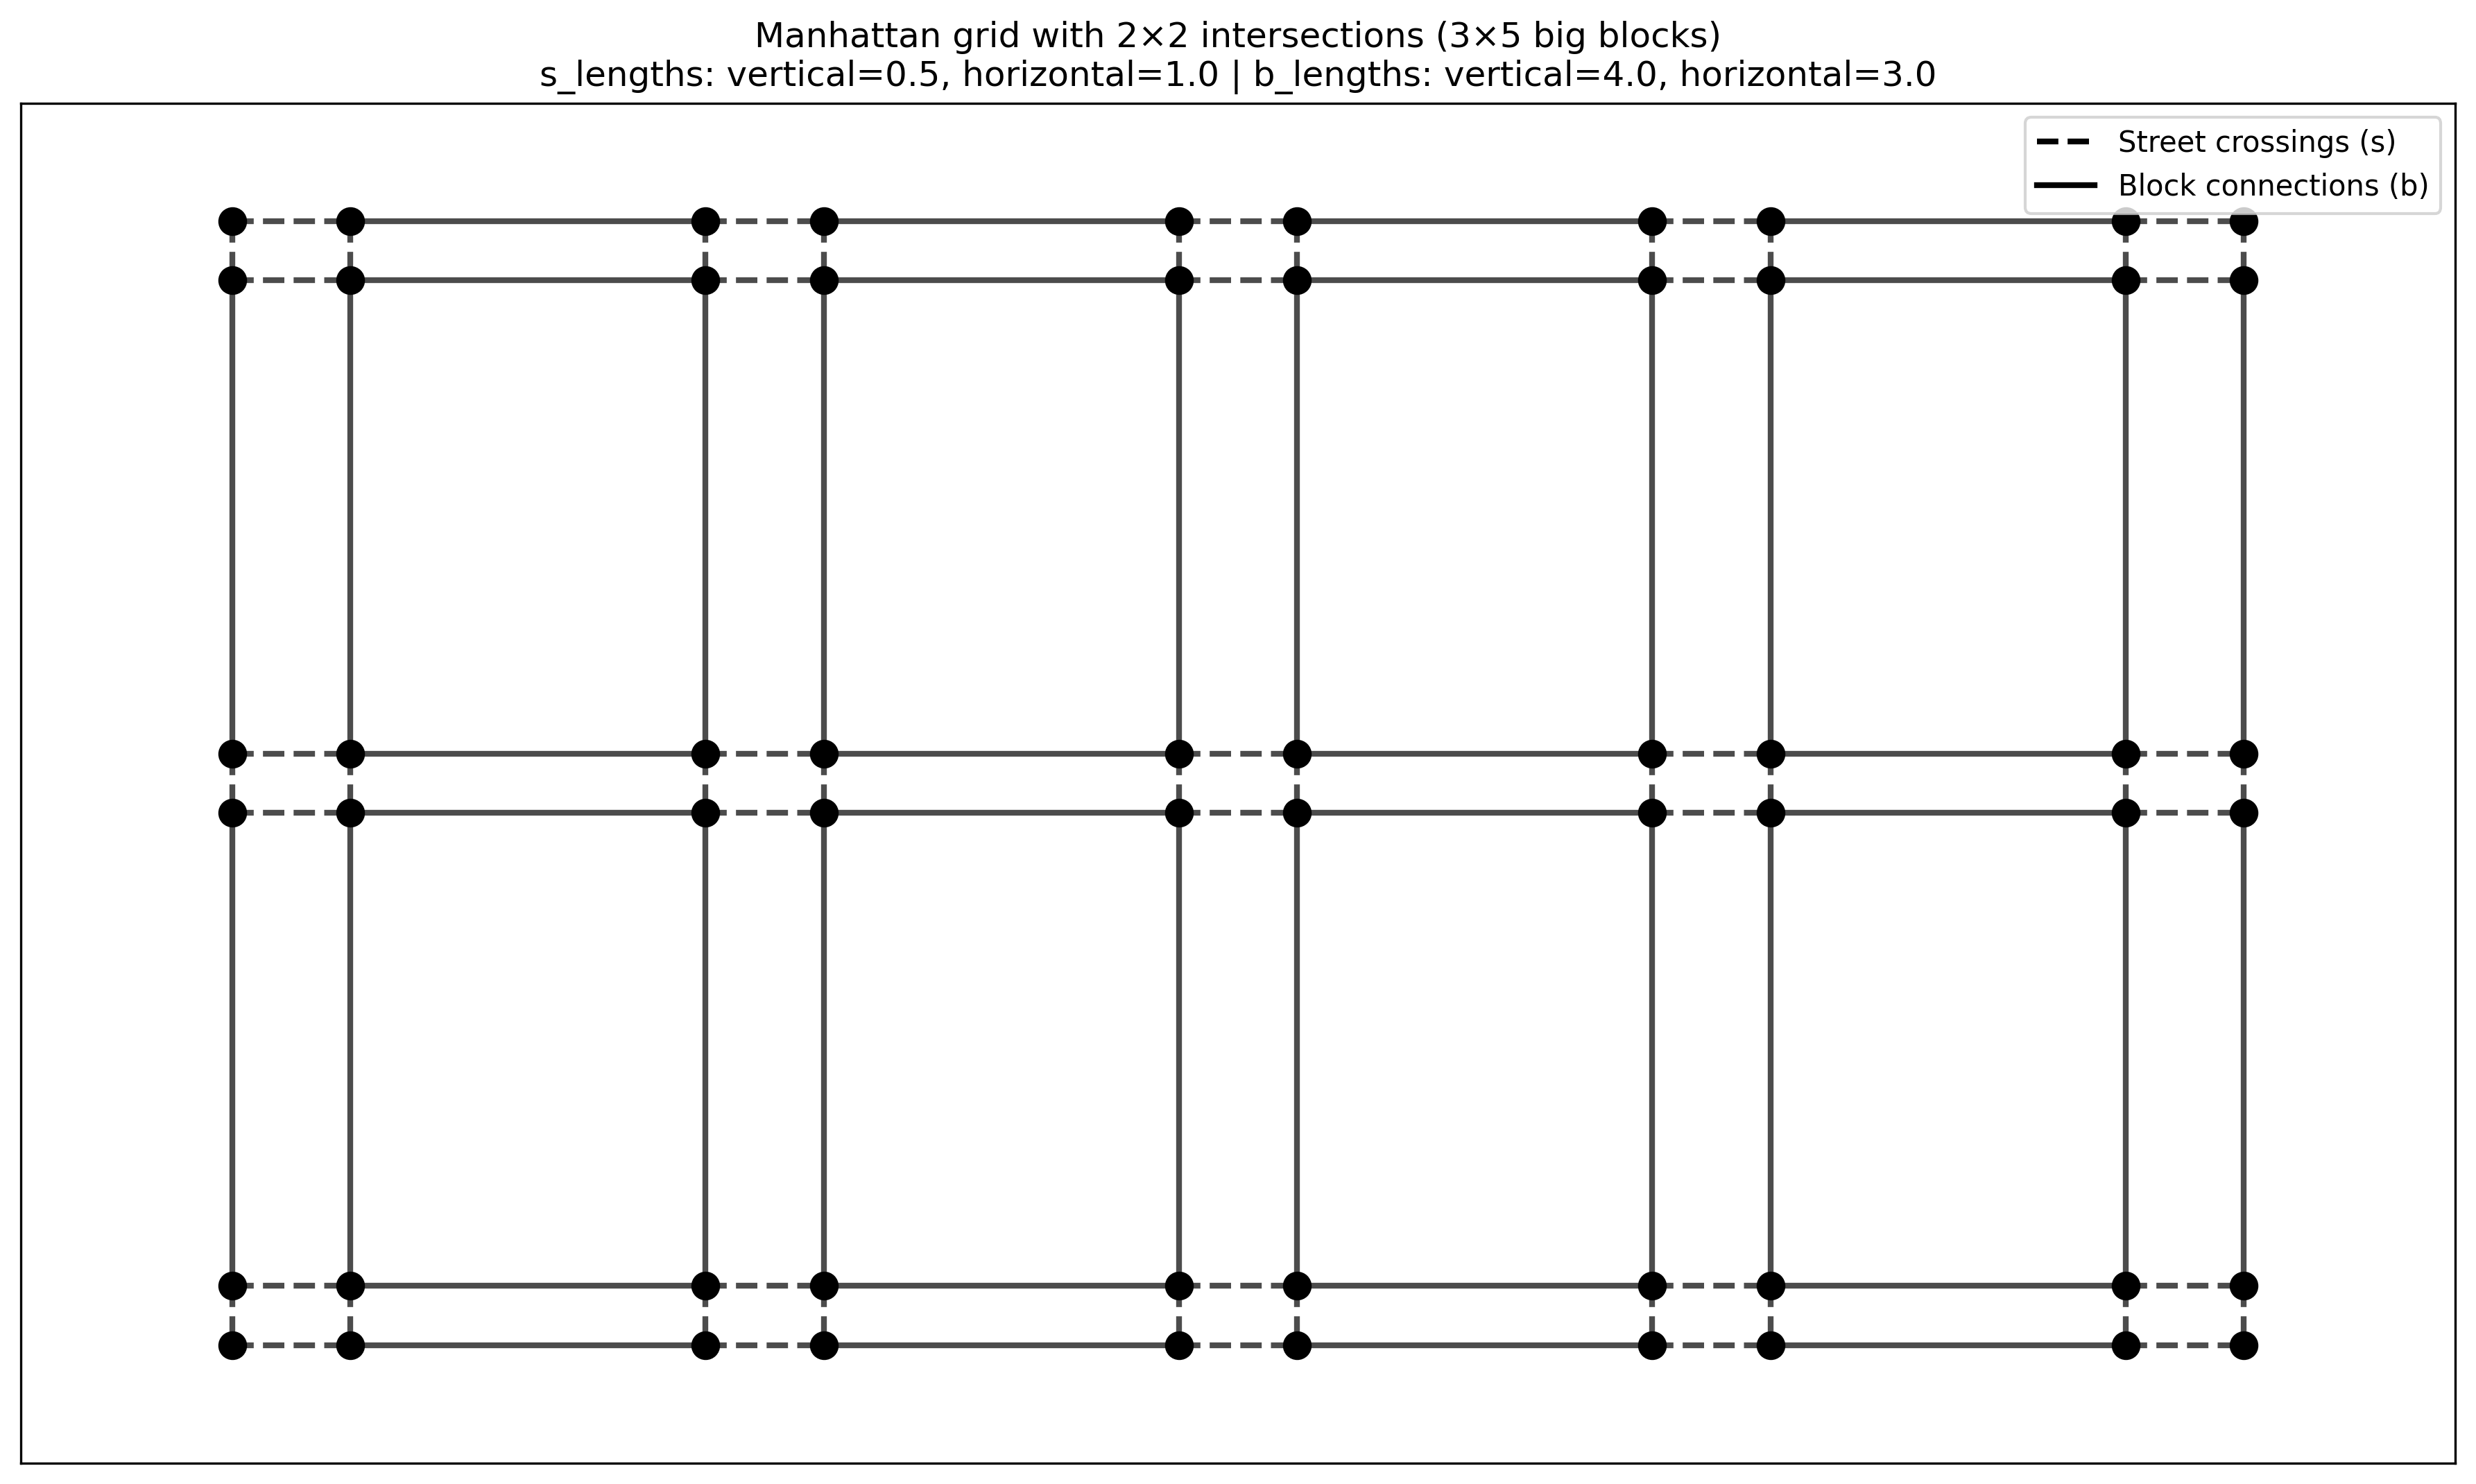 Manhattan grid with 2×2 intersections (3×5 big blocks)
s_lengths: vertical=0.5, horizontal=1.0 | b_lengths: vertical=4.0, horizontal=3.0
Street crossings (s)
Block connections (b)